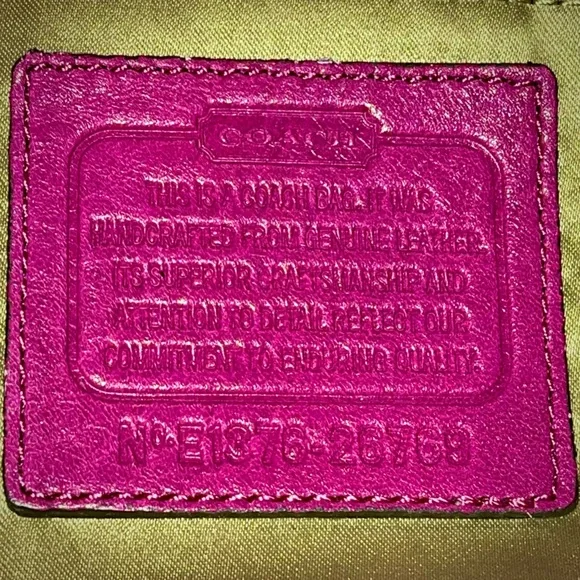 COACH
THIS IS A COACH BAG. IT WAS
HANDCRAFTED FROM GENUINE LEATHER.
ITS SUPERIOR CRAFTSMANSHIP AND
ATTENTION TO DETAIL REFLECT OUR
COMMITMENT TO ENDURING QUALITY.
Nº E1376-26769